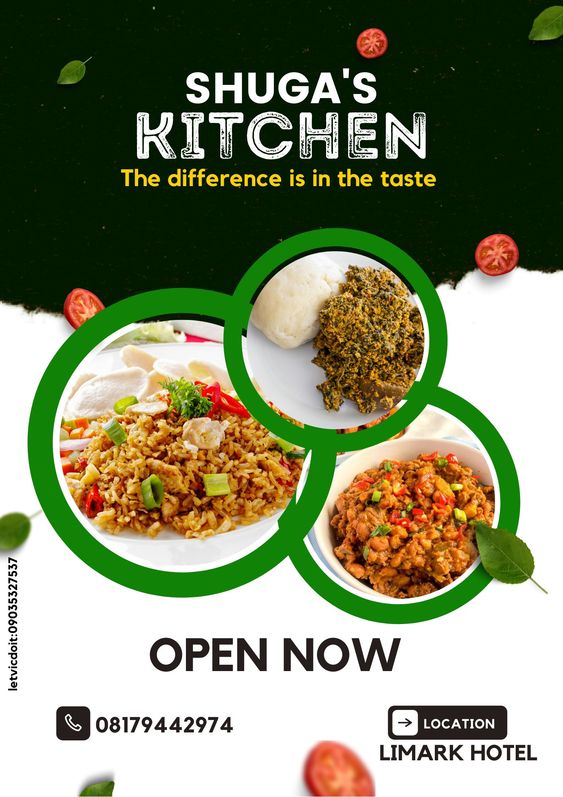 SHUGA'S
KITCHEN
The difference is in the taste
letvicdoit:09035327537
OPEN NOW
08179442974
LOCATION
LIMARK HOTEL